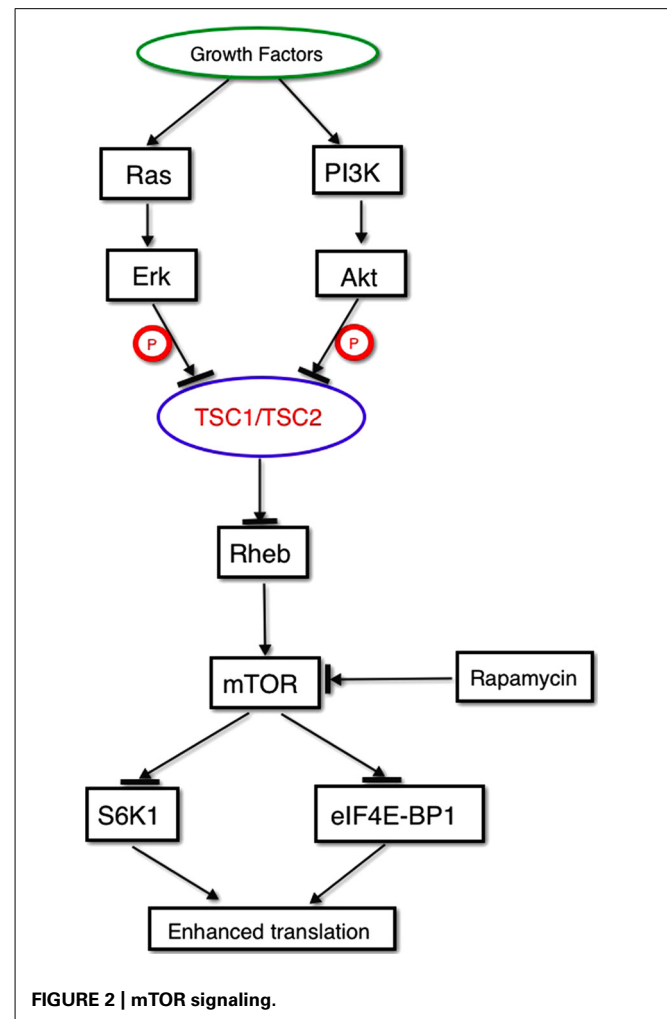 Growth Factors
Ras
PI3K
Erk
Akt
P
P
TSC1/TSC2
Rheb
mTOR
Rapamycin
S6K1
eIF4E-BP1
Enhanced translation
FIGURE 2 | mTOR signaling.